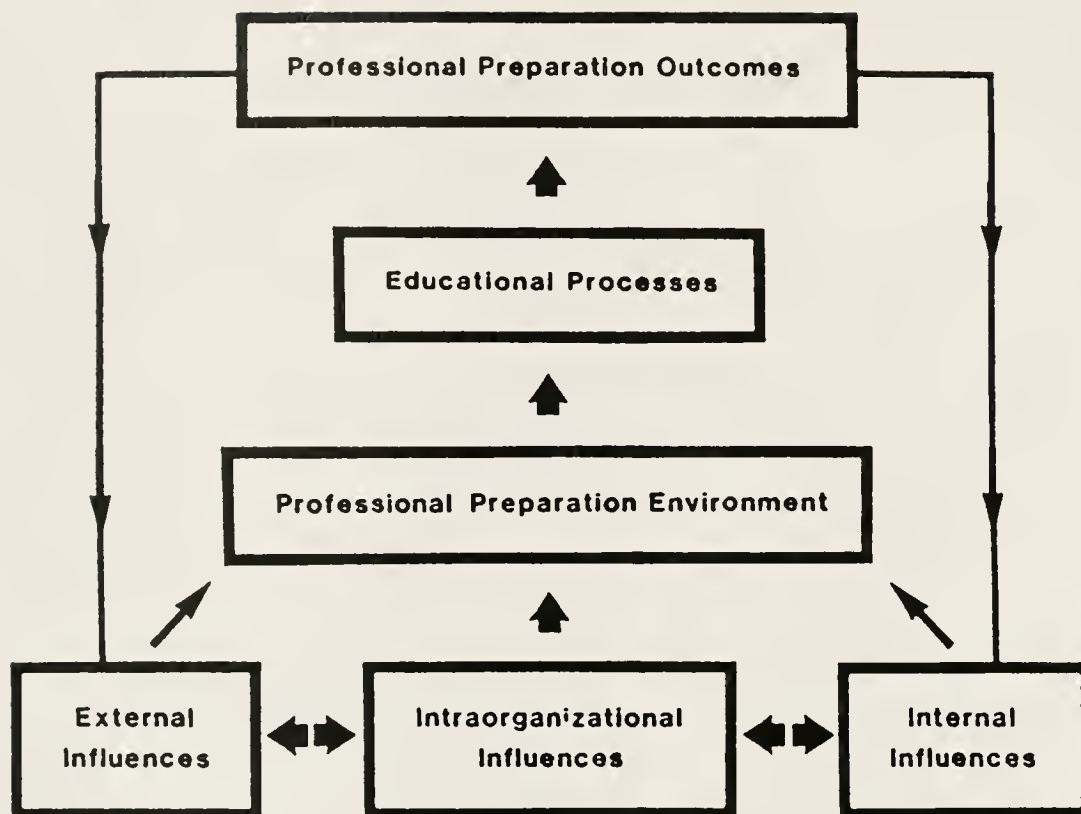 Professional Preparation Outcomes
Educational Processes
Professional Preparation Environment
External
Influences
Intraorganizational
Influences
Internal
Influences